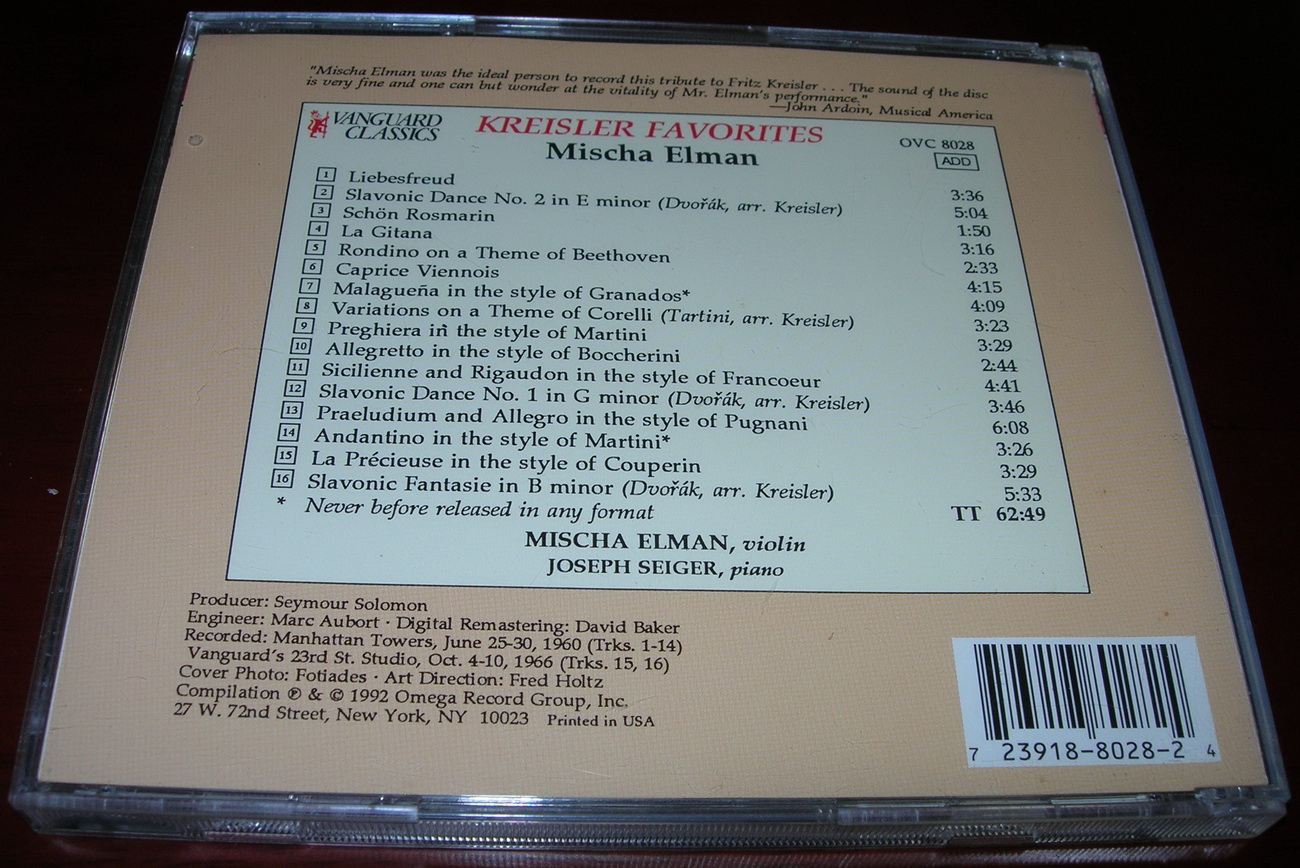 "Mischa Elman was the ideal person to record this tribute to Fritz Kreisler . . . The sound of the disc
is very fine and one can but wonder at the vitality of Mr. Elman's performance."
—John Ardoin, Musical America
VANGUARD
CLASSICS
KREISLER FAVORITES
Mischa Elman
OVC 8028
ADD
1 Liebesfreud 3:36
2 Slavonic Dance No. 2 in E minor (Dvořák, arr. Kreisler) 5:04
3 Schön Rosmarin 1:50
4 La Gitana 3:16
5 Rondino on a Theme of Beethoven 2:33
6 Caprice Viennois 4:15
7 Malagueña in the style of Granados* 4:09
8 Variations on a Theme of Corelli (Tartini, arr. Kreisler) 3:23
9 Preghiera in the style of Martini 3:29
10 Allegretto in the style of Boccherini 2:44
11 Sicilienne and Rigaudon in the style of Francoeur 4:41
12 Slavonic Dance No. 1 in G minor (Dvořák, arr. Kreisler) 3:46
13 Praeludium and Allegro in the style of Pugnani 6:08
14 Andantino in the style of Martini* 3:26
15 La Précieuse in the style of Couperin 3:29
16 Slavonic Fantasie in B minor (Dvořák, arr. Kreisler) 5:33
* Never before released in any format TT 62:49
MISCHA ELMAN, violin
JOSEPH SEIGER, piano
Producer: Seymour Solomon
Engineer: Marc Aubort · Digital Remastering: David Baker
Recorded: Manhattan Towers, June 25-30, 1960 (Trks. 1-14)
Vanguard's 23rd St. Studio, Oct. 4-10, 1966 (Trks. 15, 16)
Cover Photo: Fotiades · Art Direction: Fred Holtz
Compilation ℗ & © 1992 Omega Record Group, Inc.
27 W. 72nd Street, New York, NY 10023 Printed in USA
7 23918-8028-2 4